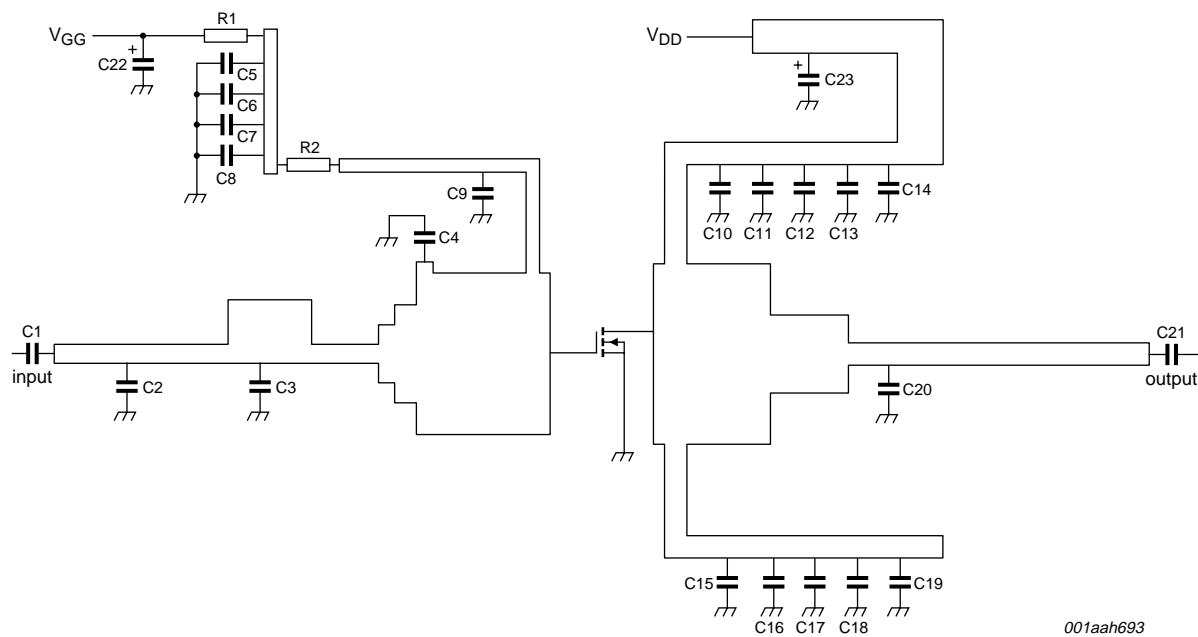 VGG
R1
+
C22
C5
C6
C7
C8
R2
C9
C4
C1
input
C2
C3
VDD
+
C23
C14
C10 C11 C12 C13
C21
output
C20
C15
C19
C16 C17 C18
001aah693